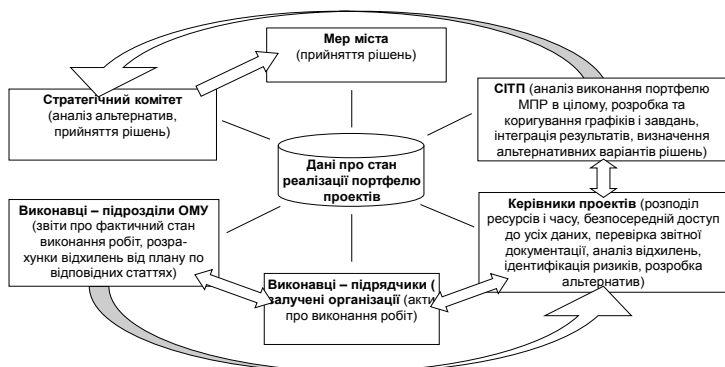 Мер міста
(прийняття рішень)
Стратегічний комітет
(аналіз альтернатив,
прийняття рішень)
СІТП (аналіз виконання портфелю
МПР в цілому, розробка та
коригування графіків і завдань,
інтеграція результатів, визначення
альтернативних варіантів рішень)
Дані про стан
реалізації портфелю
проектів
Виконавці – підрозділи ОМУ
(звіти про фактичний стан
виконання робіт, розра-
хунки відхилень від плану по
відповідних статтях)
Виконавці – підрядчики (
залучені організації (акти
про виконання робіт)
Керівники проектів (розподіл
ресурсів і часу, безпосередній доступ
до усіх даних, перевірка звітної
документації, аналіз відхилень,
ідентифікація ризиків, розробка
альтернатив)